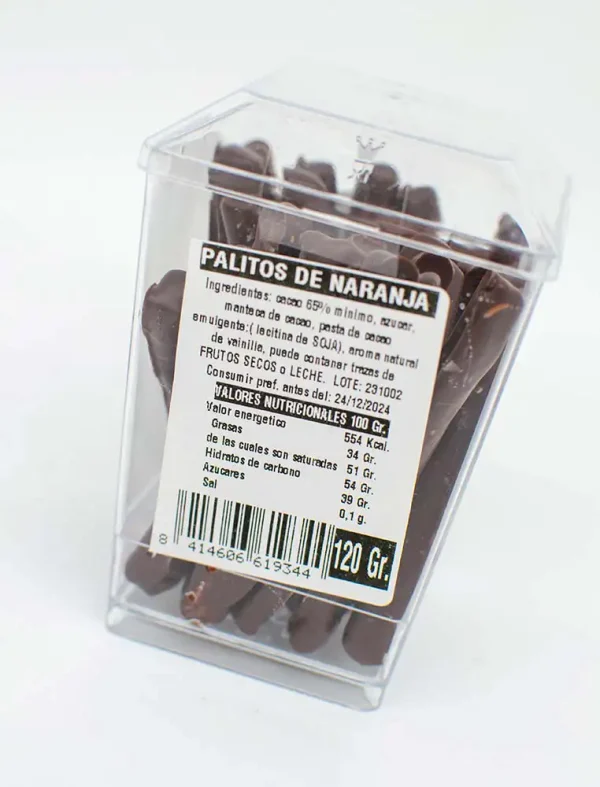 PALITOS DE NARANJA
Ingredientes: cacao 65% mínimo, azucar,
manteca de cacao, pasta de cacao
emulgente:( lecitina de SOJA), aroma natural
de vainilla, puede contener trazas de
FRUTOS SECOS o LECHE. LOTE: 231002
Consumir pref. antes del: 24/12/2024
VALORES NUTRICIONALES 100 Gr.
Valor energetico 554 Kcal.
Grasas 34 Gr.
de las cuales son saturadas 51 Gr.
Hidratos de carbono 54 Gr.
Azucares 39 Gr.
Sal 0,1 g.
8 414606 619344
120 Gr.